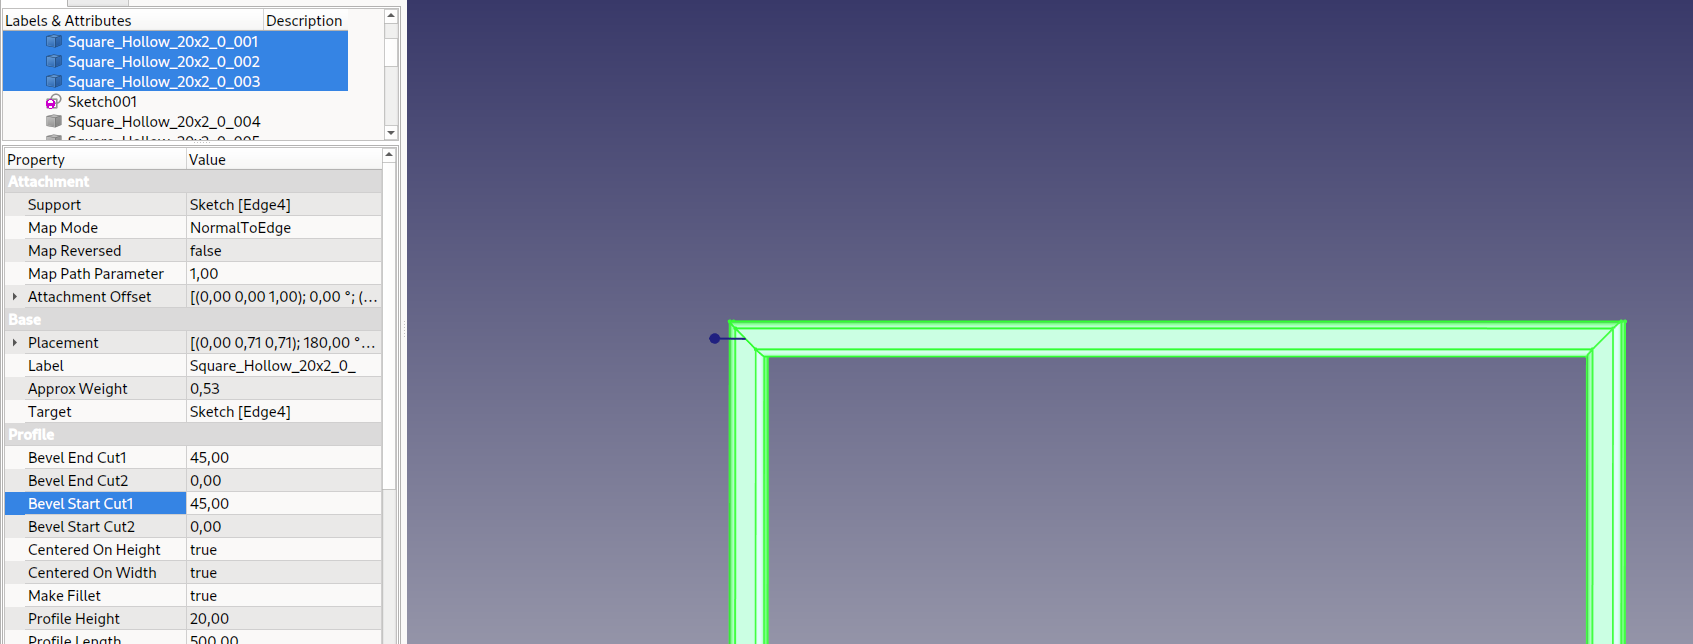 Labels & Attributes Description
Square_Hollow_20x2_0_001
Square_Hollow_20x2_0_002
Square_Hollow_20x2_0_003
Sketch001
Square_Hollow_20x2_0_004
Square_Hollow_20x2_0_005
Property Value
Attachment
Support Sketch [Edge4]
Map Mode NormalToEdge
Map Reversed false
Map Path Parameter 1,00
Attachment Offset [(0,00 0,00 1,00); 0,00 °; (...
Base
Placement [(0,00 0,71 0,71); 180,00 °...
Label Square_Hollow_20x2_0_
Approx Weight 0,53
Target Sketch [Edge4]
Profile
Bevel End Cut1 45,00
Bevel End Cut2 0,00
Bevel Start Cut1 45,00
Bevel Start Cut2 0,00
Centered On Height true
Centered On Width true
Make Fillet true
Profile Height 20,00
Profile Length 500,00